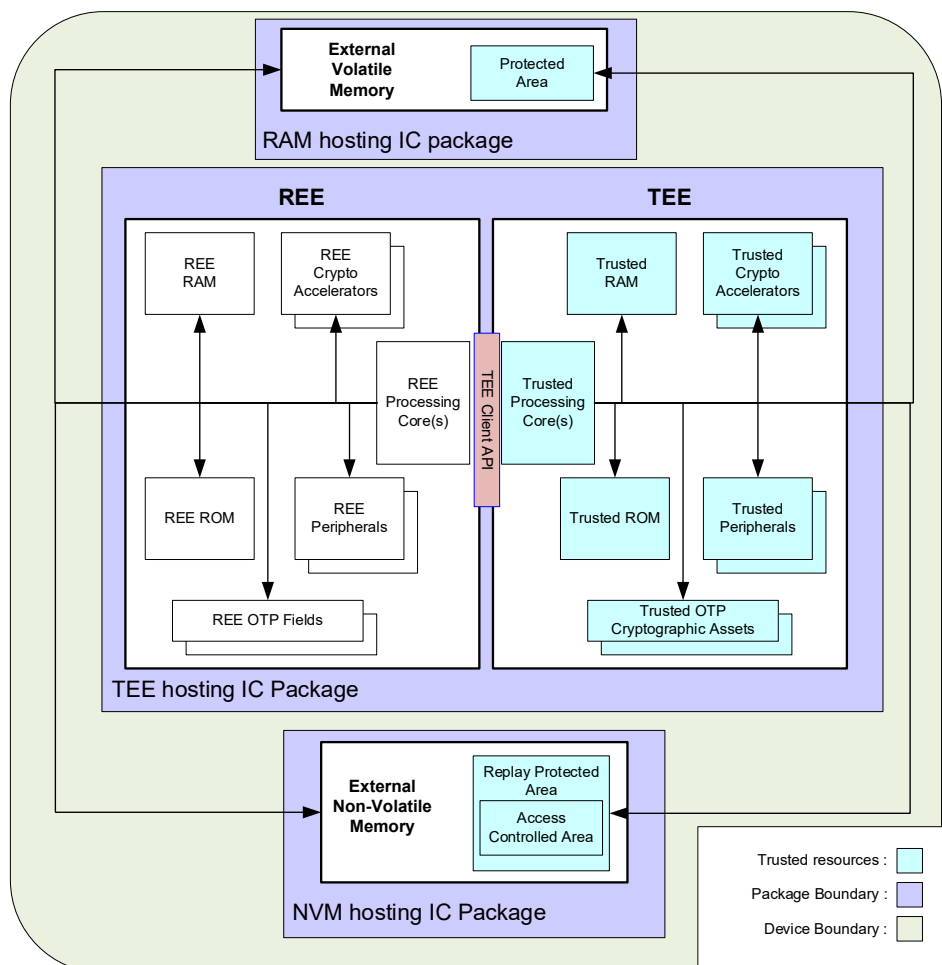 External
Volatile
Memory
Protected
Area
RAM hosting IC package
REE
TEE
REE
RAM
REE
Crypto
Accelerators
Trusted
RAM
Trusted
Crypto
Accelerators
REE
Processing
Core(s)
TEE Client API
Trusted
Processing
Core(s)
REE ROM
REE
Peripherals
Trusted ROM
Trusted
Peripherals
REE OTP Fields
Trusted OTP
Cryptographic Assets
TEE hosting IC Package
External
Non-Volatile
Memory
Replay Protected
Area
Access
Controlled Area
NVM hosting IC Package
Trusted resources :
Package Boundary :
Device Boundary :